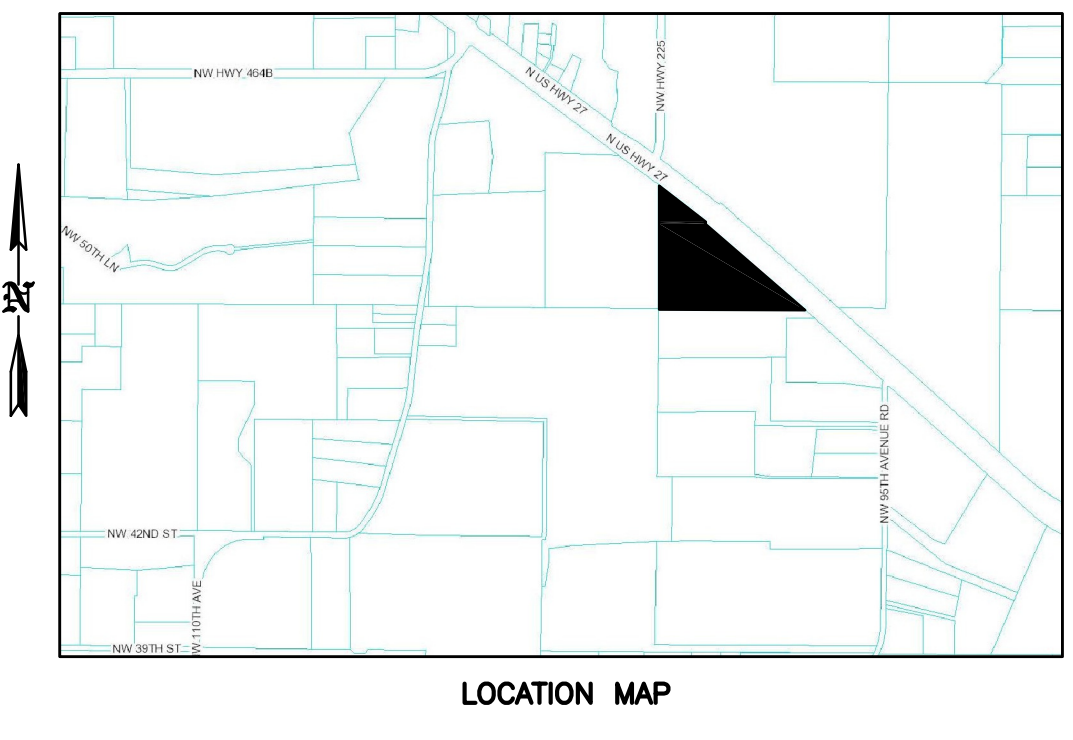 NW HWY 464B
N US HWY 27
NW HWY 225
N US HWY 27
NW 50TH LN
N
NW 95TH AVENUE RD
NW 42ND ST
NW 110TH AVE
NW 39TH ST
LOCATION MAP